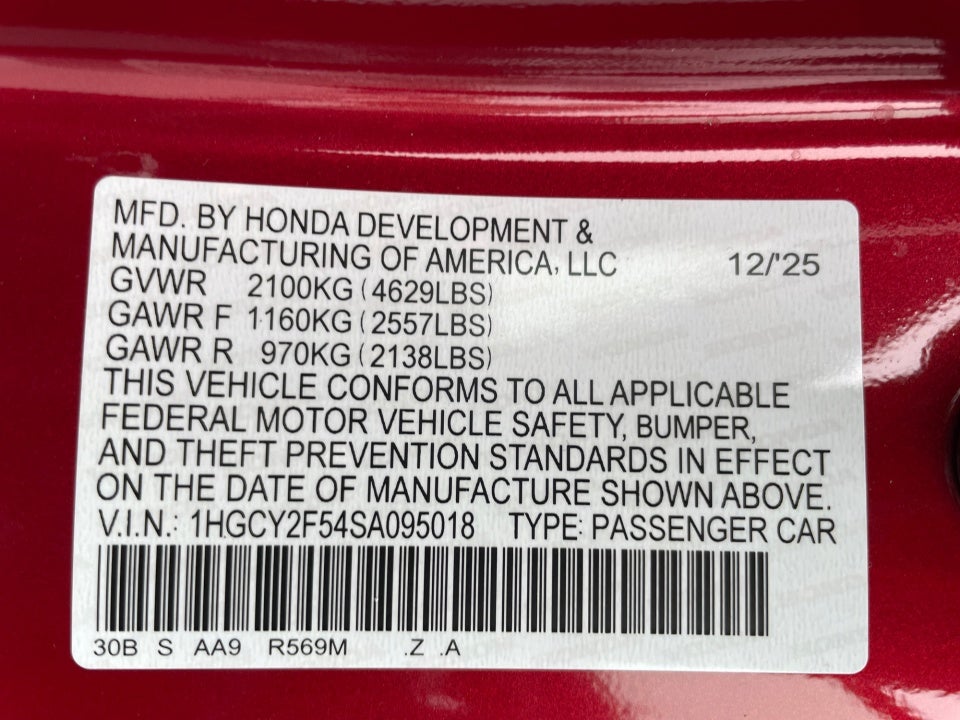 MFD. BY HONDA DEVELOPMENT &
MANUFACTURING OF AMERICA, LLC 12/'25
GVWR 2100KG (4629LBS)
GAWR F 1160KG (2557LBS)
GAWR R 970KG (2138LBS)
THIS VEHICLE CONFORMS TO ALL APPLICABLE
FEDERAL MOTOR VEHICLE SAFETY, BUMPER,
AND THEFT PREVENTION STANDARDS IN EFFECT
ON THE DATE OF MANUFACTURE SHOWN ABOVE.
V.I.N.: 1HGCY2F54SA095018 TYPE: PASSENGER CAR
30B S AA9 R569M .Z .A